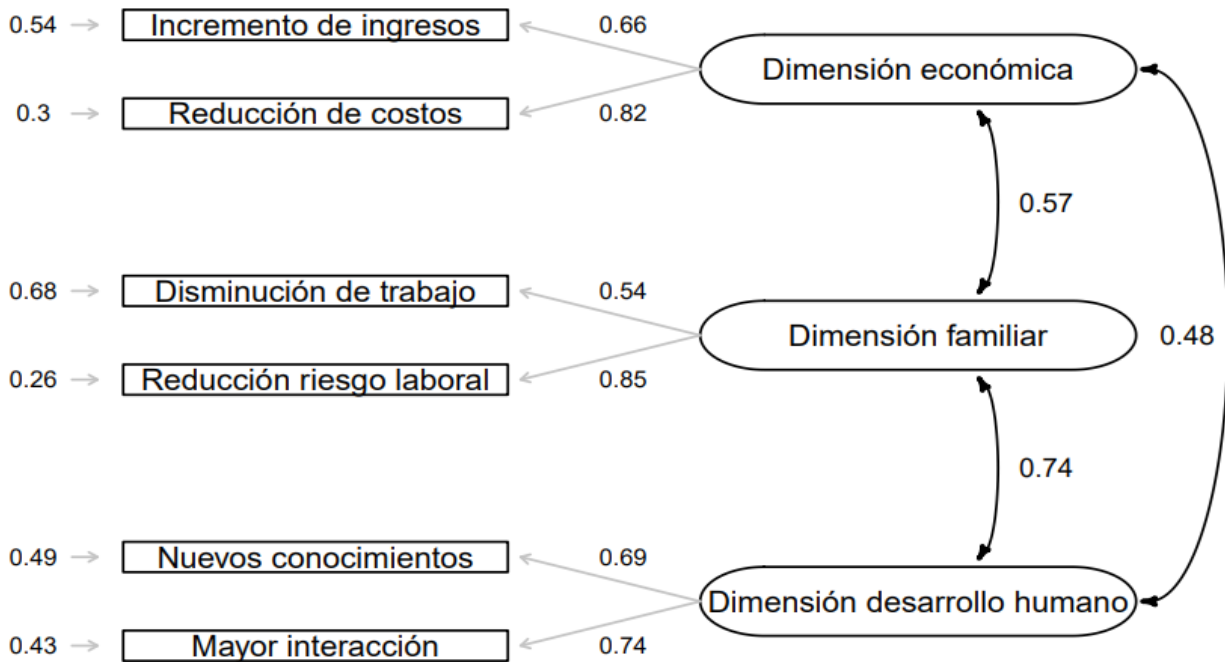 0.54
Incremento de ingresos
0.66
Dimensión económica
0.3
Reducción de costos
0.82
0.57
0.68
Disminución de trabajo
0.54
Dimensión familiar
0.48
0.26
Reducción riesgo laboral
0.85
0.74
0.49
Nuevos conocimientos
0.69
Dimensión desarrollo humano
0.43
Mayor interacción
0.74